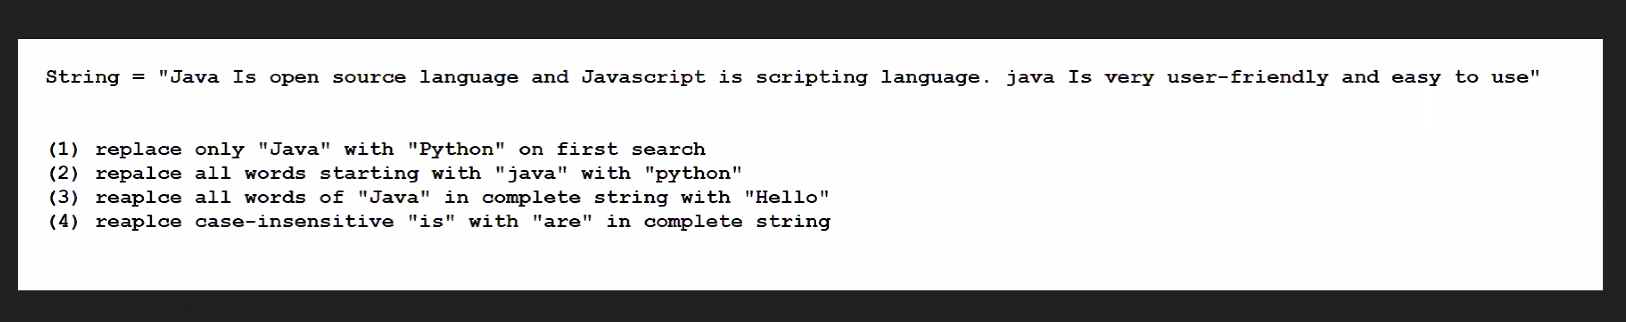 String = "Java Is open source language and Javascript is scripting language. java Is very user-friendly and easy to use"
(1) replace only "Java" with "Python" on first search
(2) repalce all words starting with "java" with "python"
(3) reaplce all words of "Java" in complete string with "Hello"
(4) reaplce case-insensitive "is" with "are" in complete string